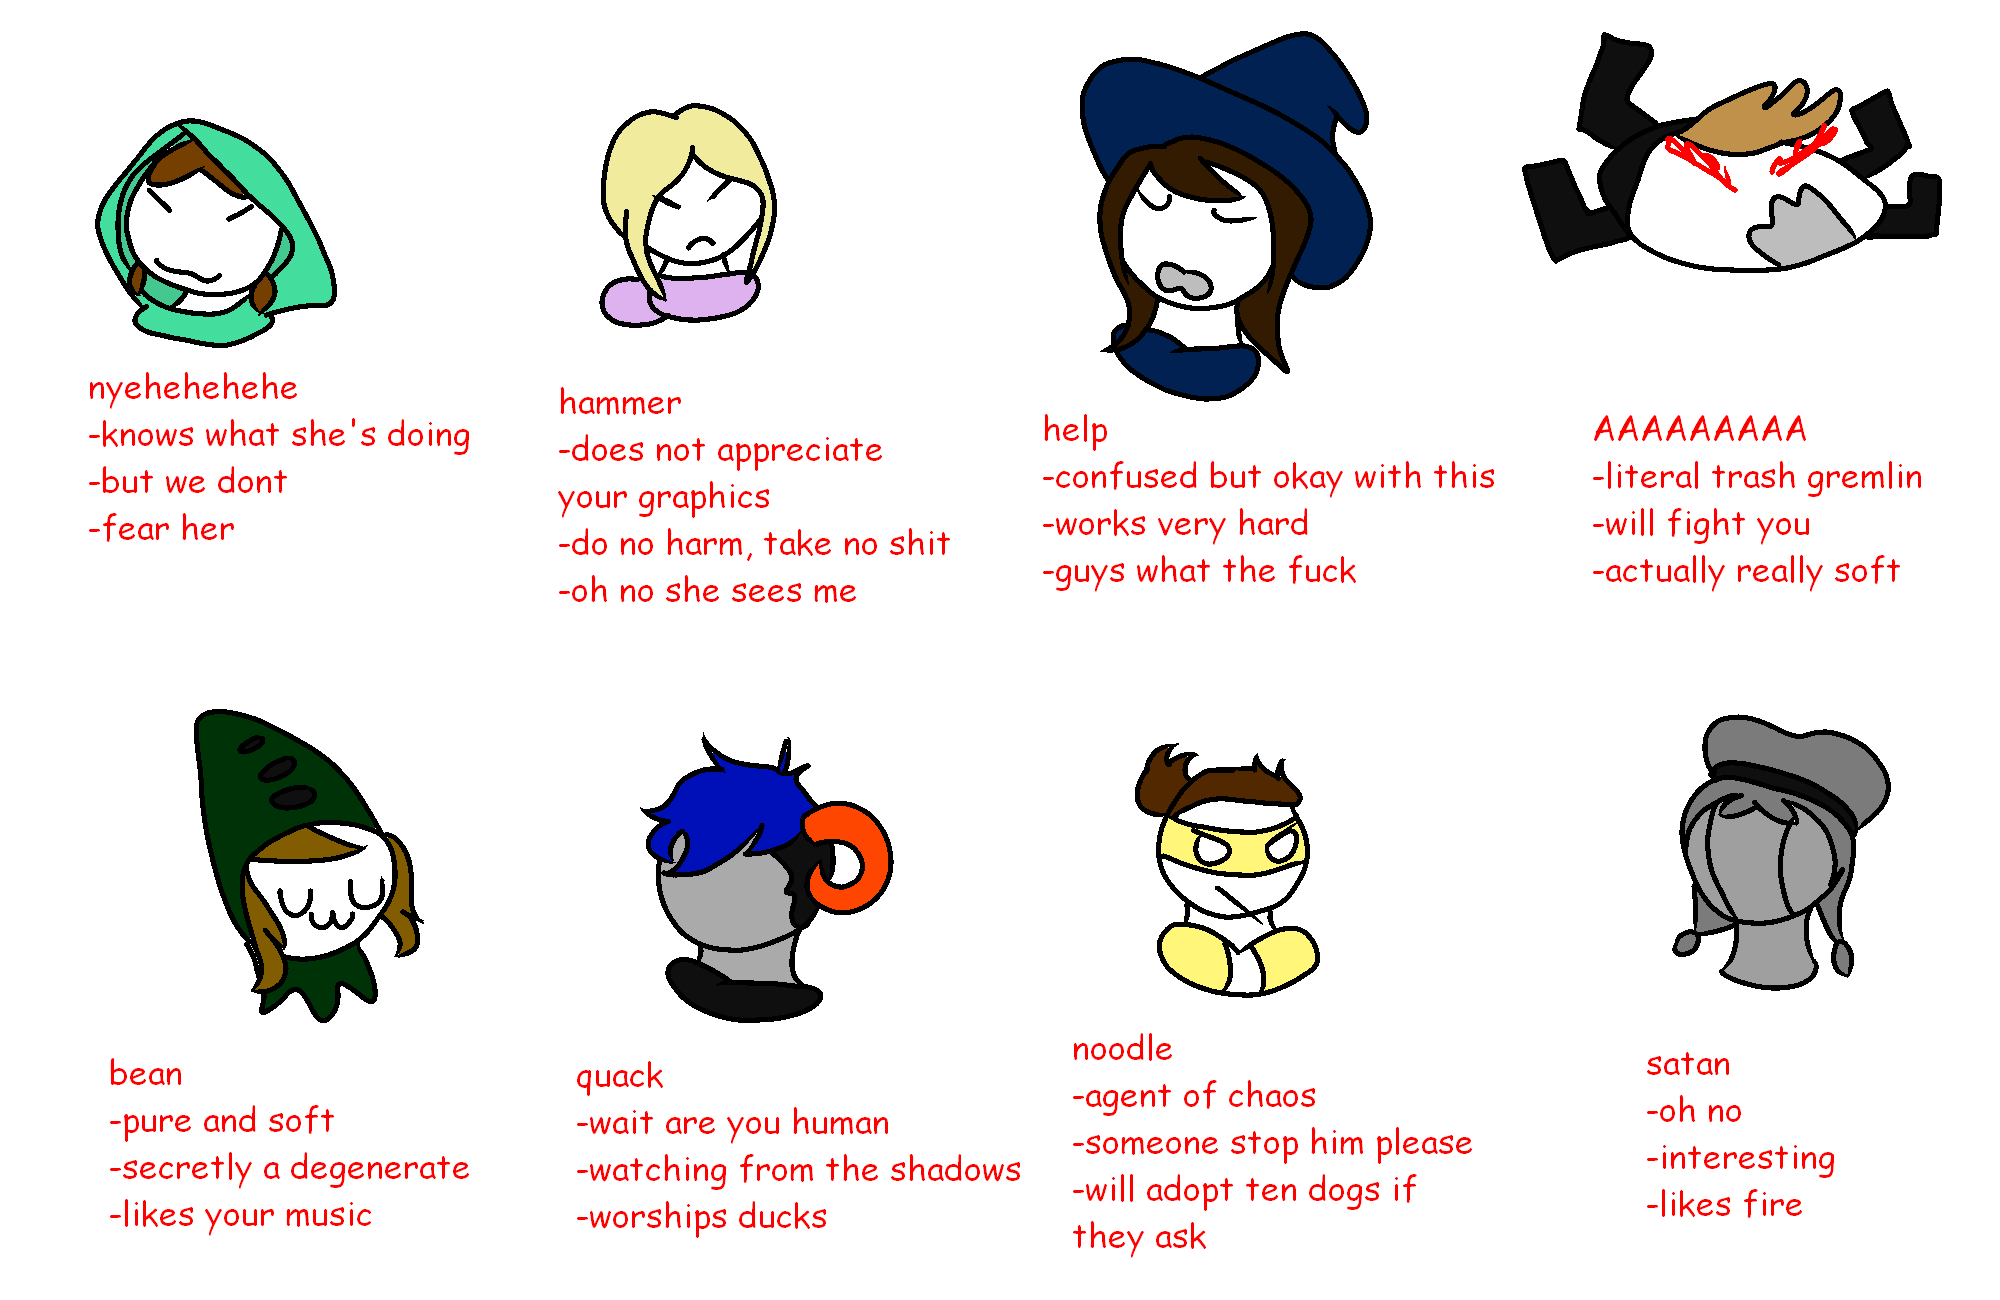 nyehehehehe
-knows what she's doing
-but we dont
-fear her
hammer
-does not appreciate
your graphics
-do no harm, take no shit
-oh no she sees me
help
-confused but okay with this
-works very hard
-guys what the fuck
AAAAAAAAA
-literal trash gremlin
-will fight you
-actually really soft
bean
-pure and soft
-secretly a degenerate
-likes your music
quack
-wait are you human
-watching from the shadows
-worships ducks
noodle
-agent of chaos
-someone stop him please
-will adopt ten dogs if
they ask
satan
-oh no
-interesting
-likes fire